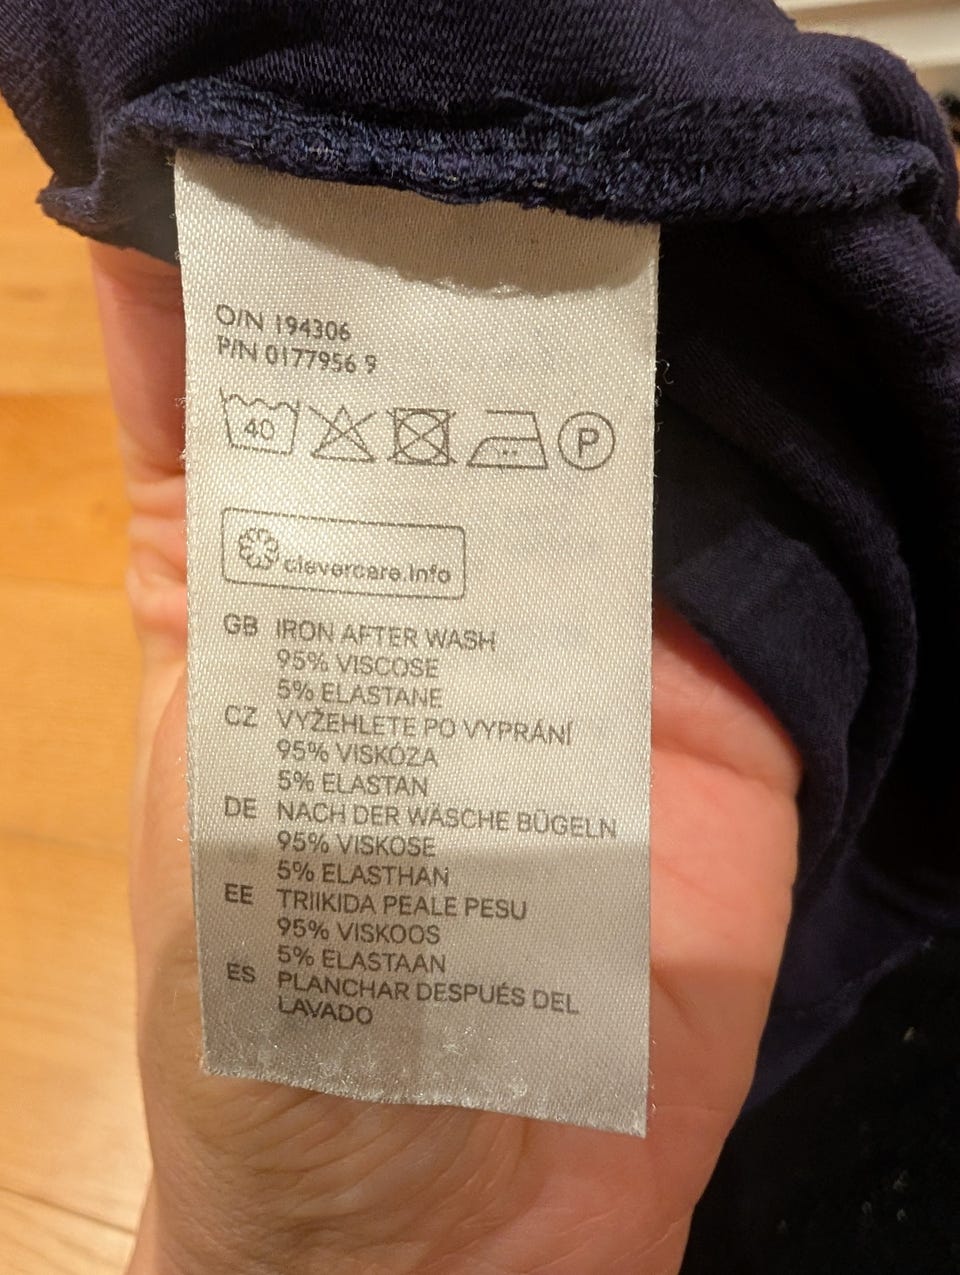 O/N 194306
P/N 0177956 9
40 P
clevercare.info
GB IRON AFTER WASH
95% VISCOSE
5% ELASTANE
CZ VYŽEHLETE PO VYPRÁNÍ
95% VISKÓZA
5% ELASTAN
DE NACH DER WÄSCHE BÜGELN
95% VISKOSE
5% ELASTHAN
EE TRIIKIDA PEALE PESU
95% VISKOOS
5% ELASTAAN
ES PLANCHAR DESPUÉS DEL
LAVADO